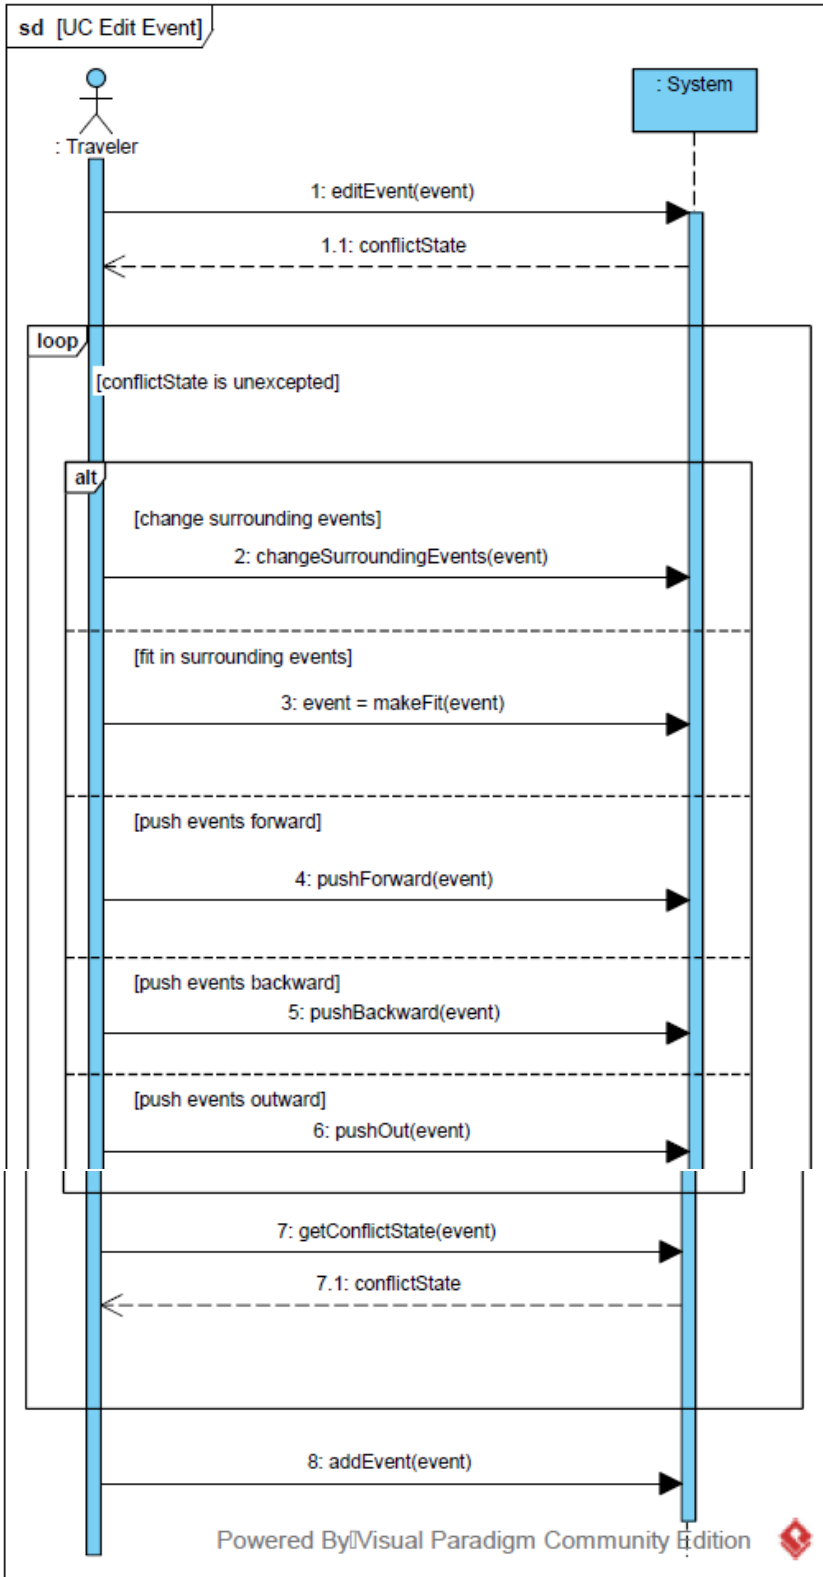 sd [UC Edit Event]
: System
: Traveler
1: editEvent(event)
1.1: conflictState
loop
[conflictState is unexcepted]
alt
[change surrounding events]
2: changeSurroundingEvents(event)
[fit in surrounding events]
3: event = makeFit(event)
[push events forward]
4: pushForward(event)
[push events backward]
5: pushBackward(event)
[push events outward]
6: pushOut(event)
7: getConflictState(event)
7.1: conflictState
8: addEvent(event)
Powered By Visual Paradigm Community Edition